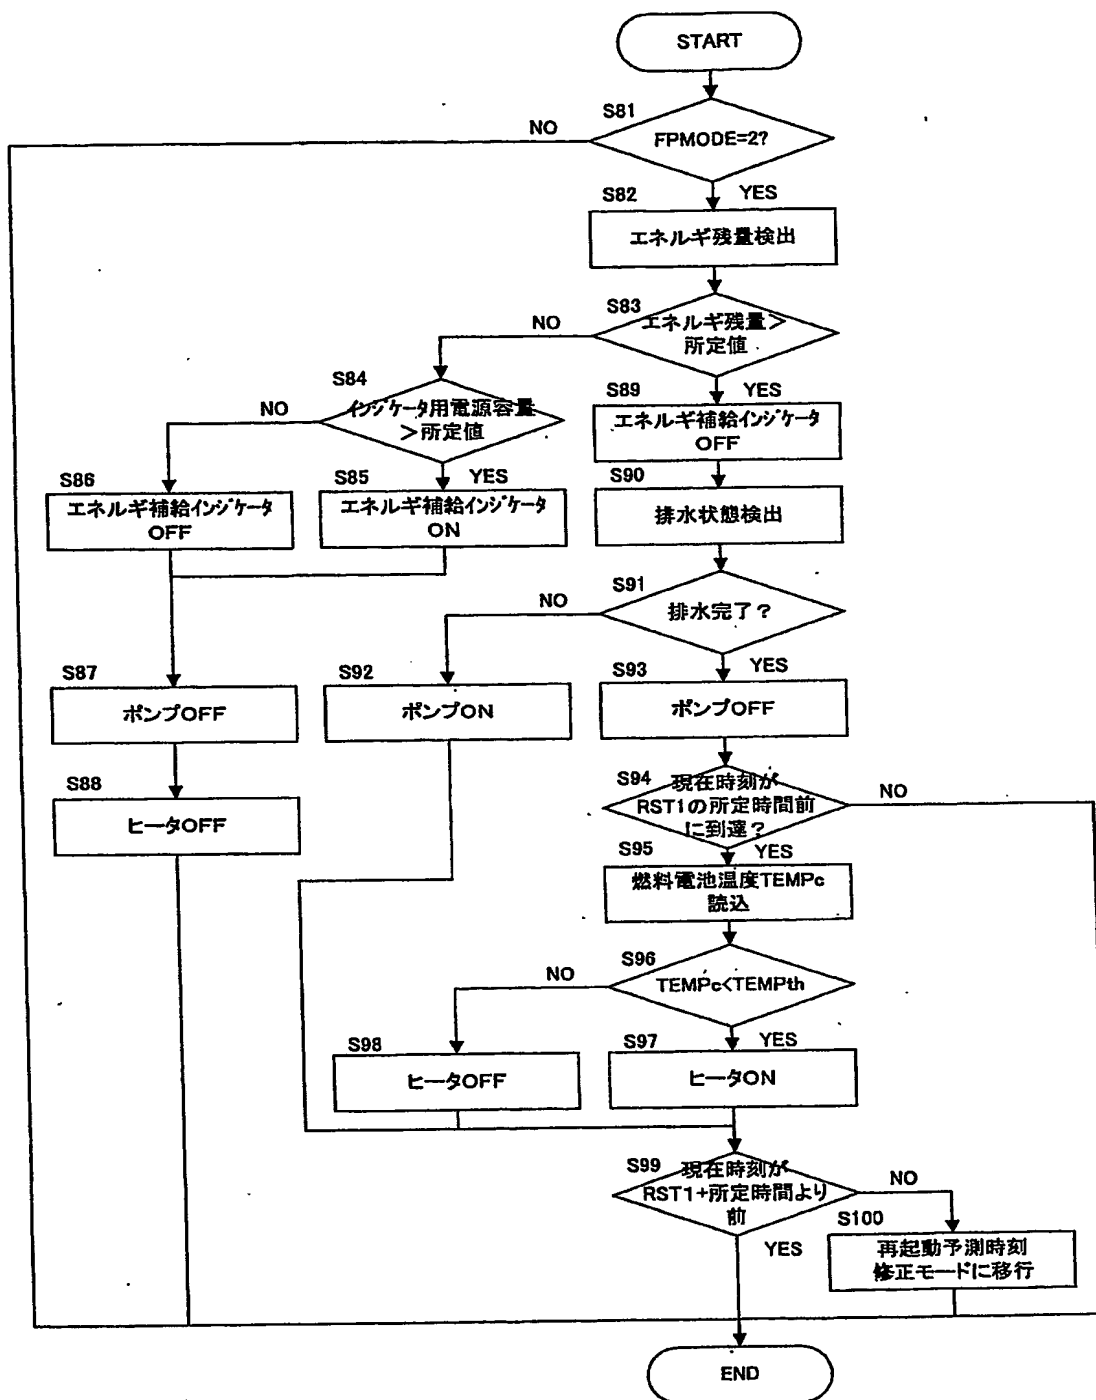 START
S81
FPMODE=2?
NO
YES
S82
エネルギ残量検出
S83
エネルギ残量>
所定値
NO
YES
S84
インジケータ用電源容量
>所定値
NO
YES
S89
エネルギ補給インジケータ
OFF
S86
エネルギ補給インジケータ
OFF
S85
エネルギ補給インジケータ
ON
S90
排水状態検出
S91
排水完了?
NO
YES
S87
ポンプOFF
S92
ポンプON
S93
ポンプOFF
S88
ヒータOFF
S94
現在時刻が
RST1の所定時間前
に到達?
NO
YES
S95
燃料電池温度TEMPc
読込
S96
TEMPc<TEMPth
NO
YES
S98
ヒータOFF
S97
ヒータON
S99
現在時刻が
RST1+所定時間より
前
NO
YES
S100
再起動予測時刻
修正モードに移行
END